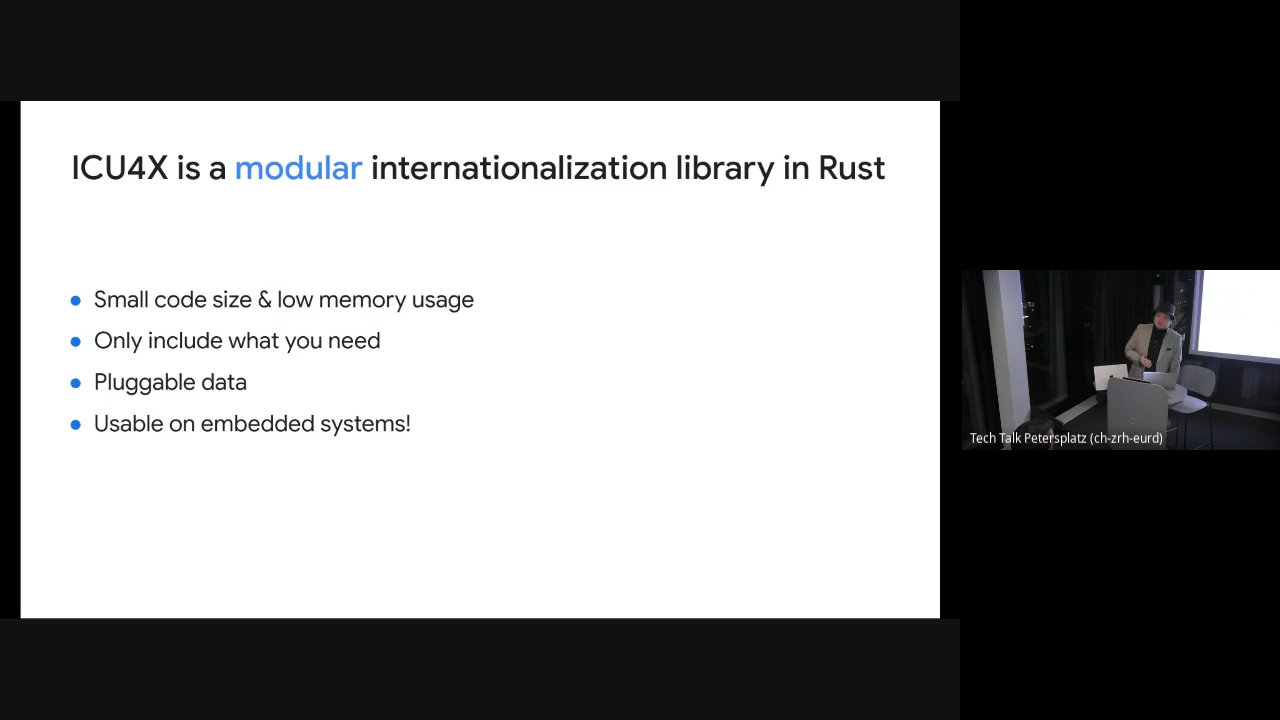 ICU4X is a modular internationalization library in Rust
Small code size & low memory usage
Only include what you need
Pluggable data
Usable on embedded systems!
Tech Talk Petersplatz (ch-zrh-eurd)